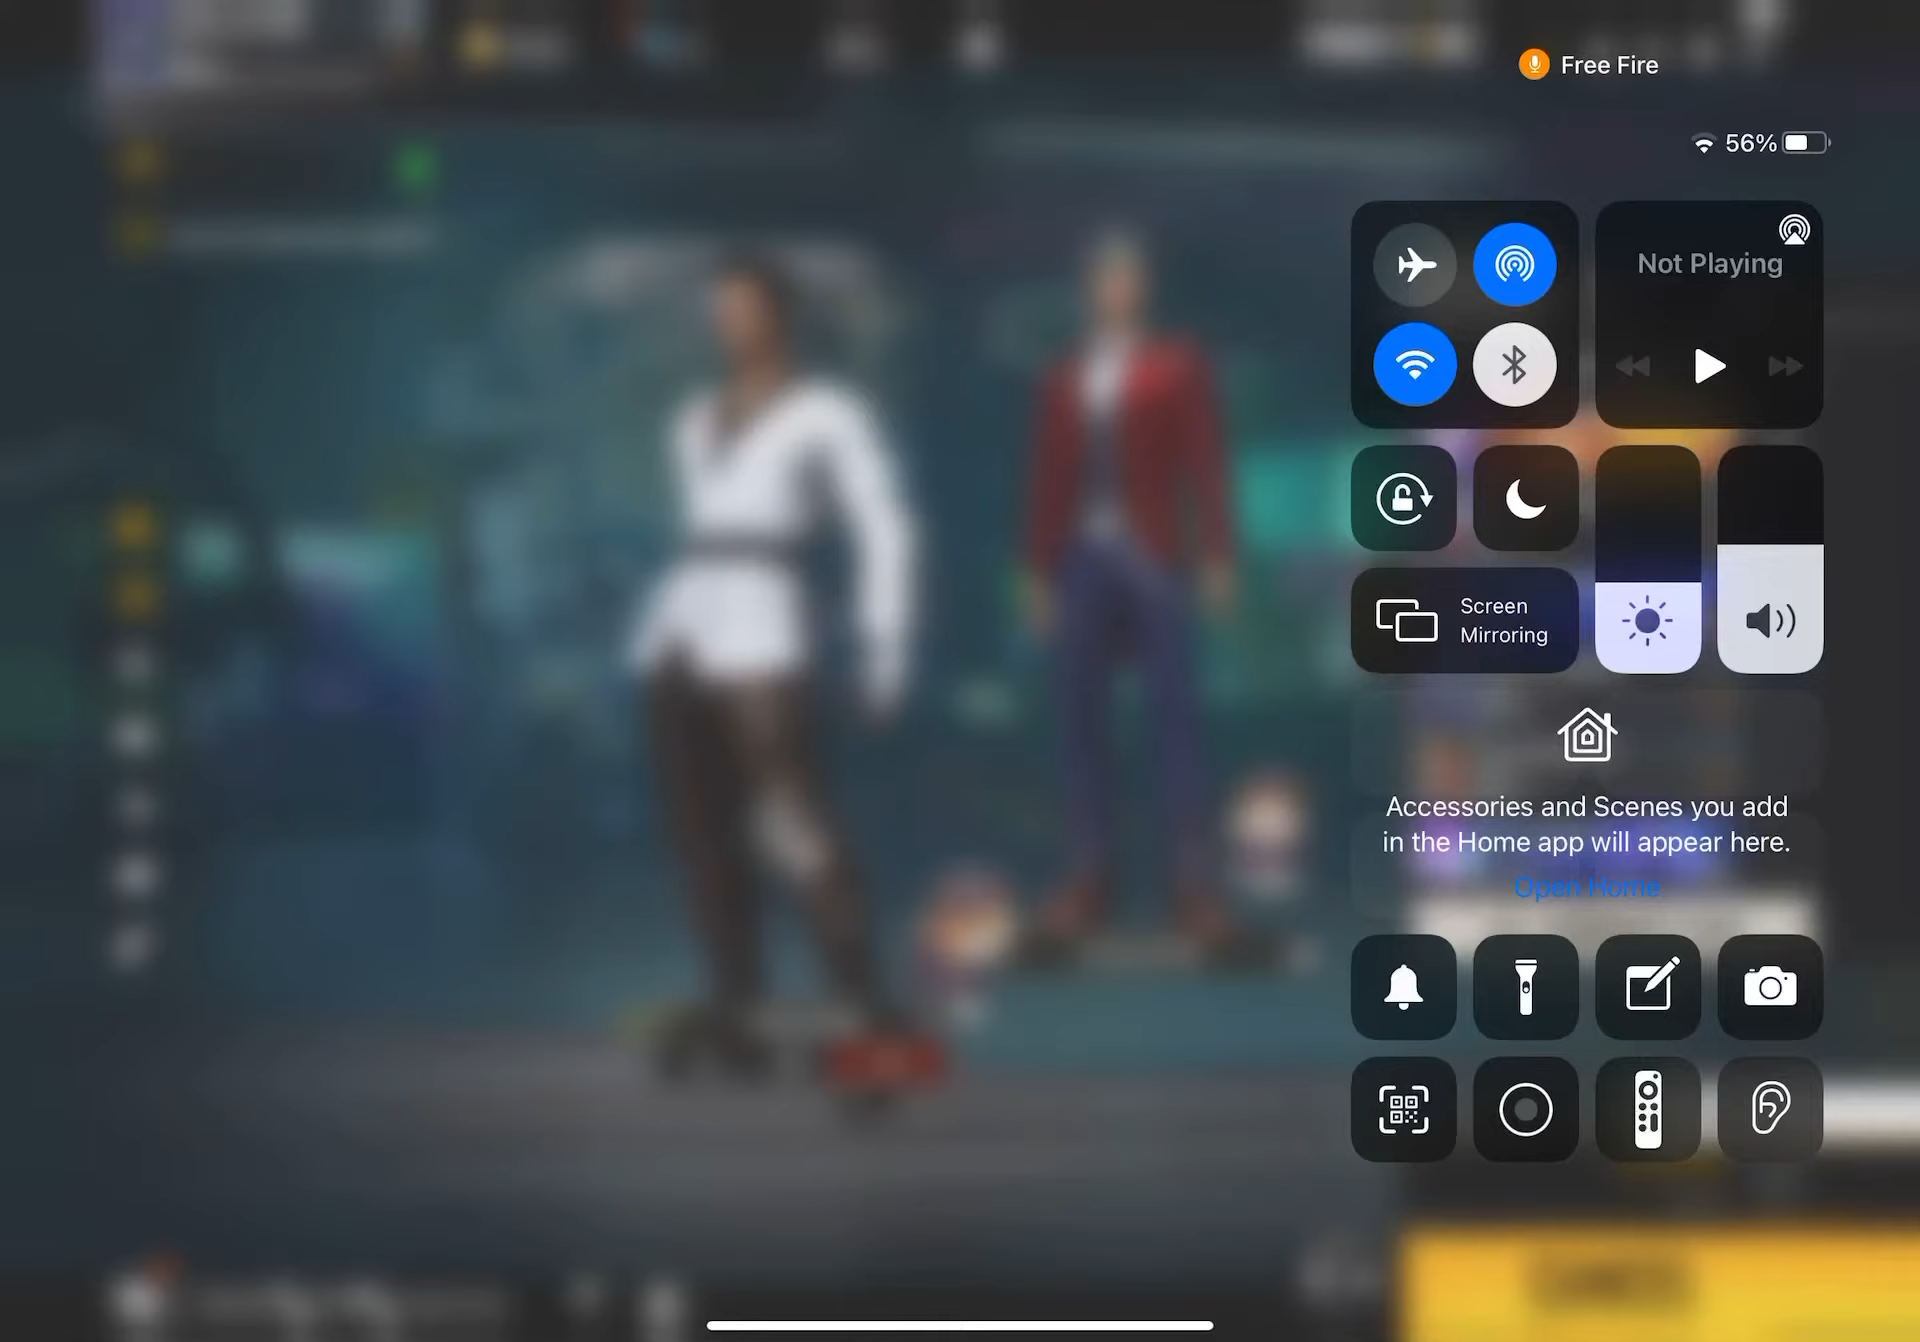 Free Fire
56%
Not Playing
Screen
Mirroring
Accessories and Scenes you add
in the Home app will appear here.
Open Home